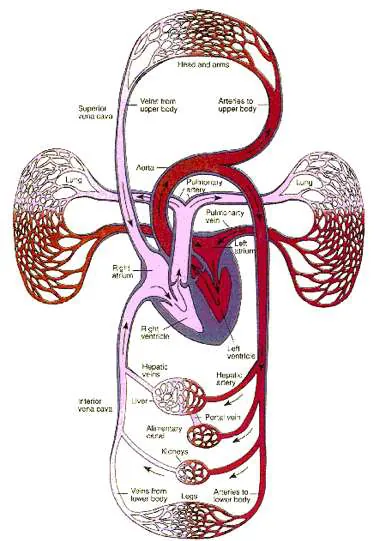 Head and arms
Superior
vena cava
Veins from
upper body
Arteries to
upper body
Aorta
Lung
Pulmonary
artery
Lung
Pulmonary
vein
Left
atrium
Right
atrium
Right
ventricle
Left
ventricle
Hepatic
veins
Hepatic
artery
Liver
Inferior
vena cava
Portal vein
Alimentary
canal
Kidneys
Veins from
lower body
Legs
Arteries to
lower body